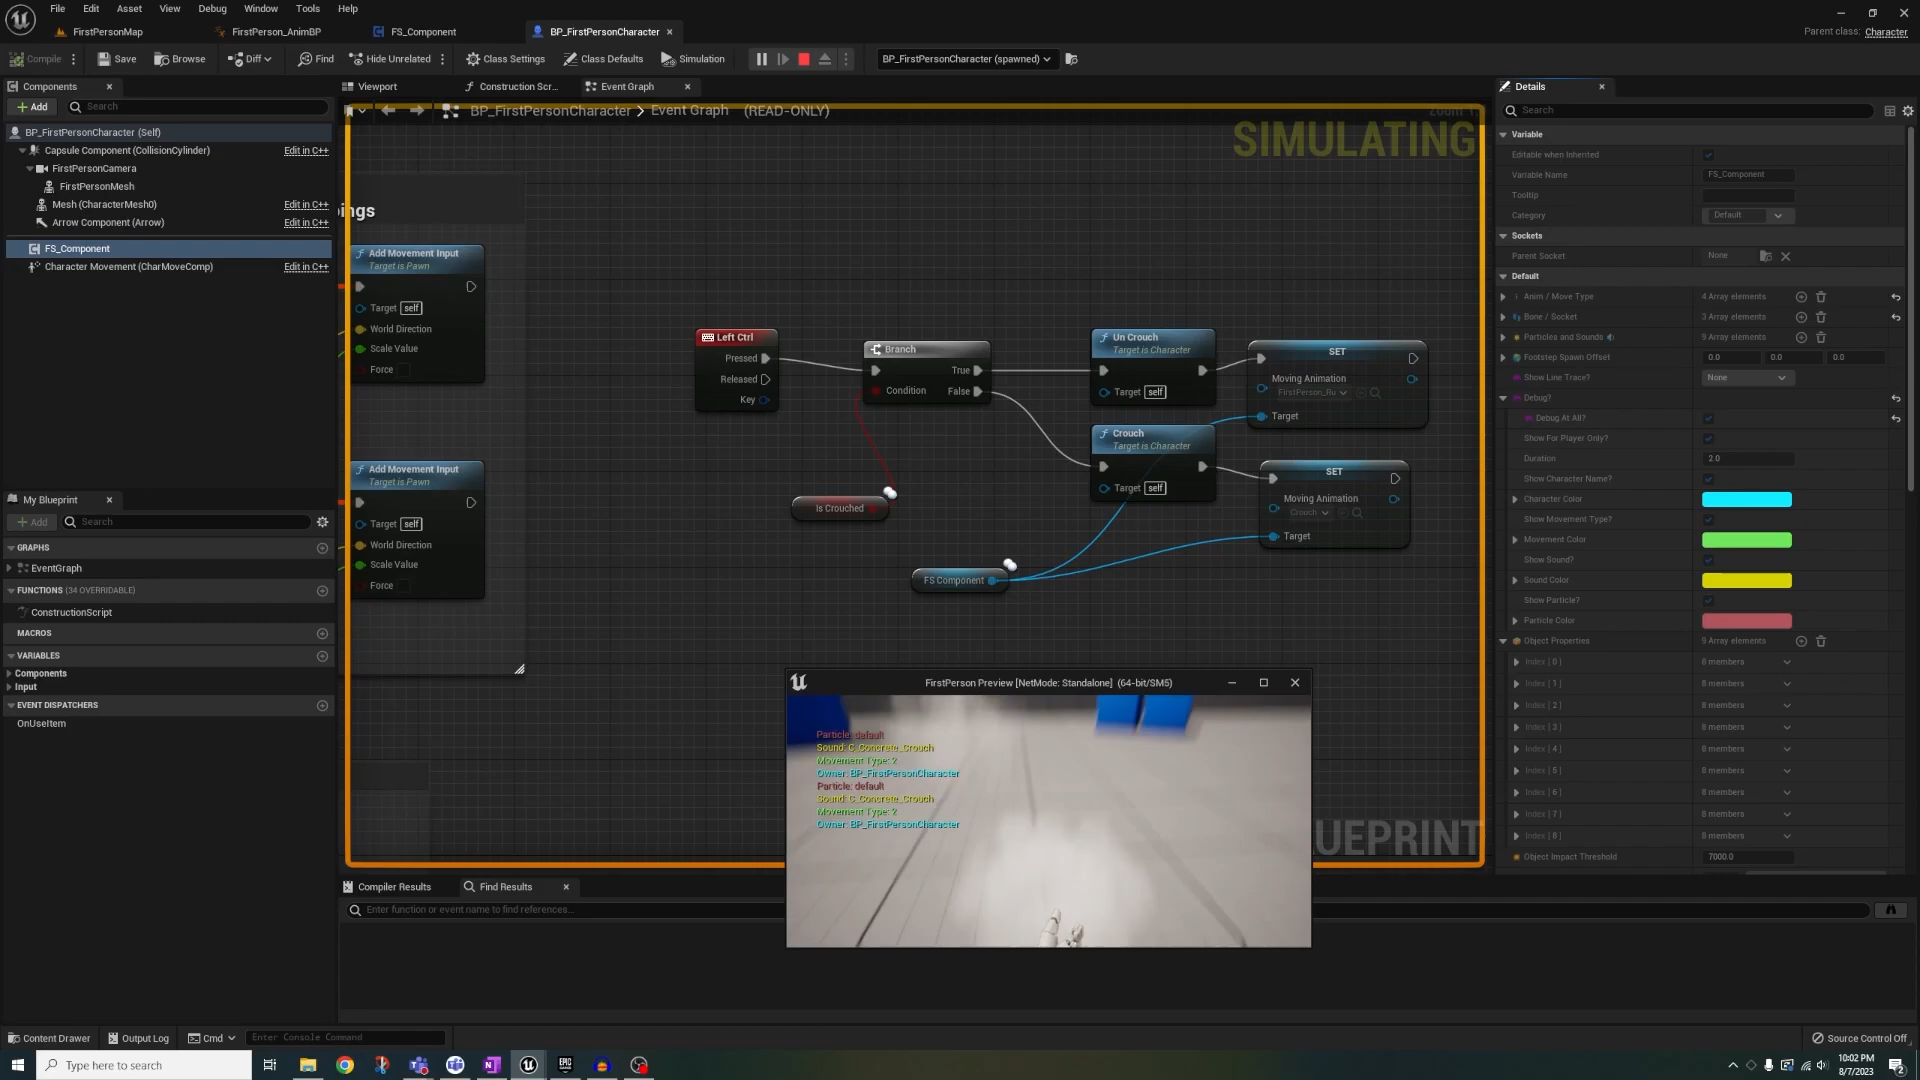 File Edit Asset View Debug Window Tools Help
FirstPersonMap FirstPerson_AnimBP FS_Component BP_FirstPersonCharacter
Parent class: Character
Compile Save Browse Diff Find Hide Unrelated Class Settings Class Defaults Simulation BP_FirstPersonCharacter (spawned)
Components
Add Search
BP_FirstPersonCharacter (Self)
Capsule Component (CollisionCylinder) Edit in C++
FirstPersonCamera
FirstPersonMesh
Mesh (CharacterMesh0) Edit in C++
Arrow Component (Arrow) Edit in C++
FS_Component
Character Movement (CharMoveComp) Edit in C++
My Blueprint
Add Search
GRAPHS
EventGraph
FUNCTIONS (34 OVERRIDABLE)
ConstructionScript
MACROS
VARIABLES
Components
Input
EVENT DISPATCHERS
OnUseItem
Viewport Construction Scr... Event Graph
BP_FirstPersonCharacter > Event Graph (READ-ONLY)
SIMULATING
ings
Add Movement Input
Target is Pawn
Target self
World Direction
Scale Value
Force
Add Movement Input
Target is Pawn
Target self
World Direction
Scale Value
Force
Left Ctrl
Pressed
Released
Key
Branch
True
Condition False
Un Crouch
Target is Character
Target self
SET
Moving Animation
FirstPerson_Ru
Target
Crouch
Target is Character
Target self
SET
Moving Animation
Crouch
Target
Is Crouched
FS Component
FirstPerson Preview [NetMode: Standalone] (64-bit/SM5)
Particle: default
Sound: C_Concrete_Crouch
Movement Type: 2
Owner: BP_FirstPersonCharacter
Particle: default
Sound: C_Concrete_Crouch
Movement Type: 2
Owner: BP_FirstPersonCharacter
UEPRINT
Compiler Results Find Results
Enter function or event name to find references...
Details
Search
Variable
Editable when Inherited
Variable Name FS_Component
Tooltip
Category Default
Sockets
Parent Socket None
Default
Anim / Move Type 4 Array elements
Bone / Socket 3 Array elements
Particles and Sounds 9 Array elements
Footstep Spawn Offset 0.0 0.0 0.0
Show Line Trace? None
Debug?
Debug At All?
Show For Player Only?
Duration 2.0
Show Character Name?
Character Color
Show Movement Type?
Movement Color
Show Sound?
Sound Color
Show Particle?
Particle Color
Object Properties 9 Array elements
Index [ 0 ] 8 members
Index [ 1 ] 8 members
Index [ 2 ] 8 members
Index [ 3 ] 8 members
Index [ 4 ] 8 members
Index [ 5 ] 8 members
Index [ 6 ] 8 members
Index [ 7 ] 8 members
Index [ 8 ] 8 members
Object Impact Threshold 7000.0
Content Drawer Output Log Cmd Enter Console Command Source Control Off
Type here to search
10:02 PM
8/7/2023